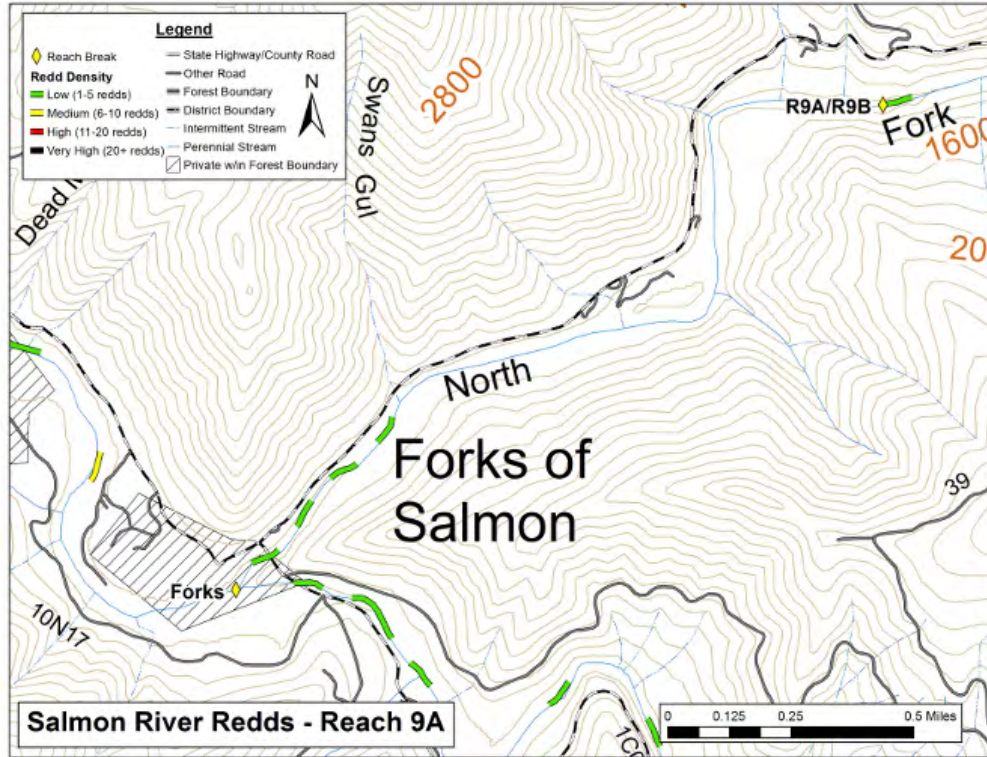 Legend
Reach Break
Redd Density
Low (1-5 redds)
Medium (6-10 redds)
High (11-20 redds)
Very High (20+ redds)
State Highway/County Road
Other Road
Forest Boundary
District Boundary
Intermittent Stream
Perennial Stream
Private w/in Forest Boundary
N
Swans Gul
2800
R9A/R9B
Fork
1600
20
Dead
North
Forks of
Salmon
39
Forks
10N17
Salmon River Redds - Reach 9A
0 0.125 0.25 0.5 Miles